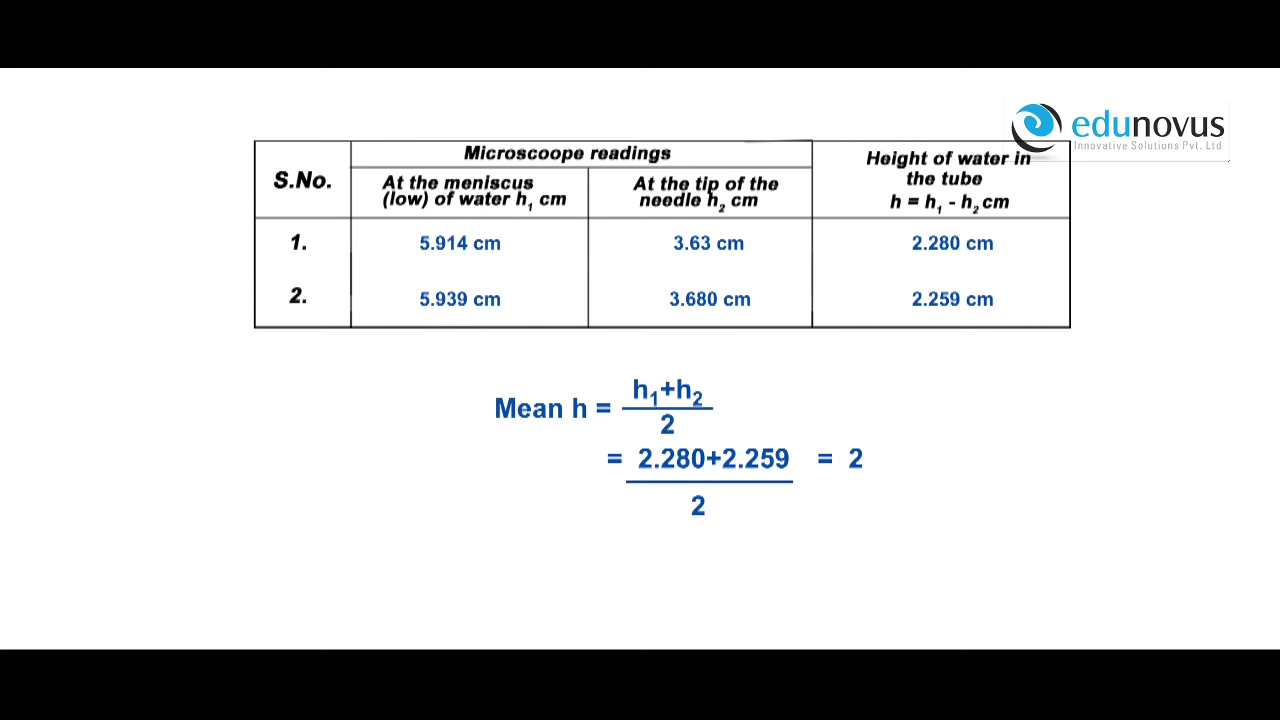 edunovus
Innovative Solutions Pvt. Ltd
S.No.
Microscoope readings
At the meniscus
(low) of water h₁ cm
At the tip of the
needle h₂ cm
Height of water in
the tube
h = h₁ - h₂ cm
1. 5.914 cm 3.63 cm 2.280 cm
2. 5.939 cm 3.680 cm 2.259 cm
Mean h = h₁+h₂
2
= 2.280+2.259 = 2
2